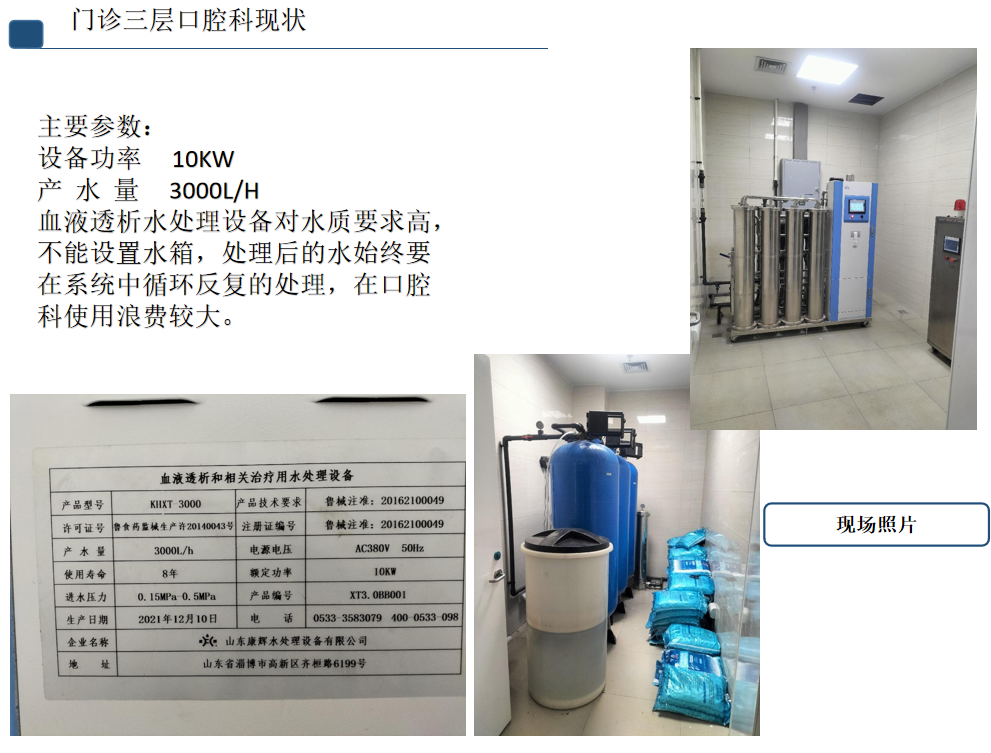 门诊三层口腔科现状
主要参数：
设备功率 10KW
产 水 量 3000L/H
血液透析水处理设备对水质要求高，
不能设置水箱，处理后的水始终要
在系统中循环反复的处理，在口腔
科使用浪费较大。
血液透析和相关治疗用水处理设备
产品型号 KHXT-3000 产品技术要求 鲁械注准：20162100049
许可证号 鲁食药监械生产许20140043号 注册证编号 鲁械注准：20162100049
产 水 量 3000L/h 电源电压 AC380V 50Hz
使用寿命 8年 额定功率 10KW
进水压力 0.15MPa-0.5MPa 产品编号 XT3.0BB001
生产日期 2021年12月10日 电 话 0533-3583079 400-0533-098
企业名称 山东康辉水处理设备有限公司
地 址 山东省淄博市高新区齐桓路6199号
现场照片